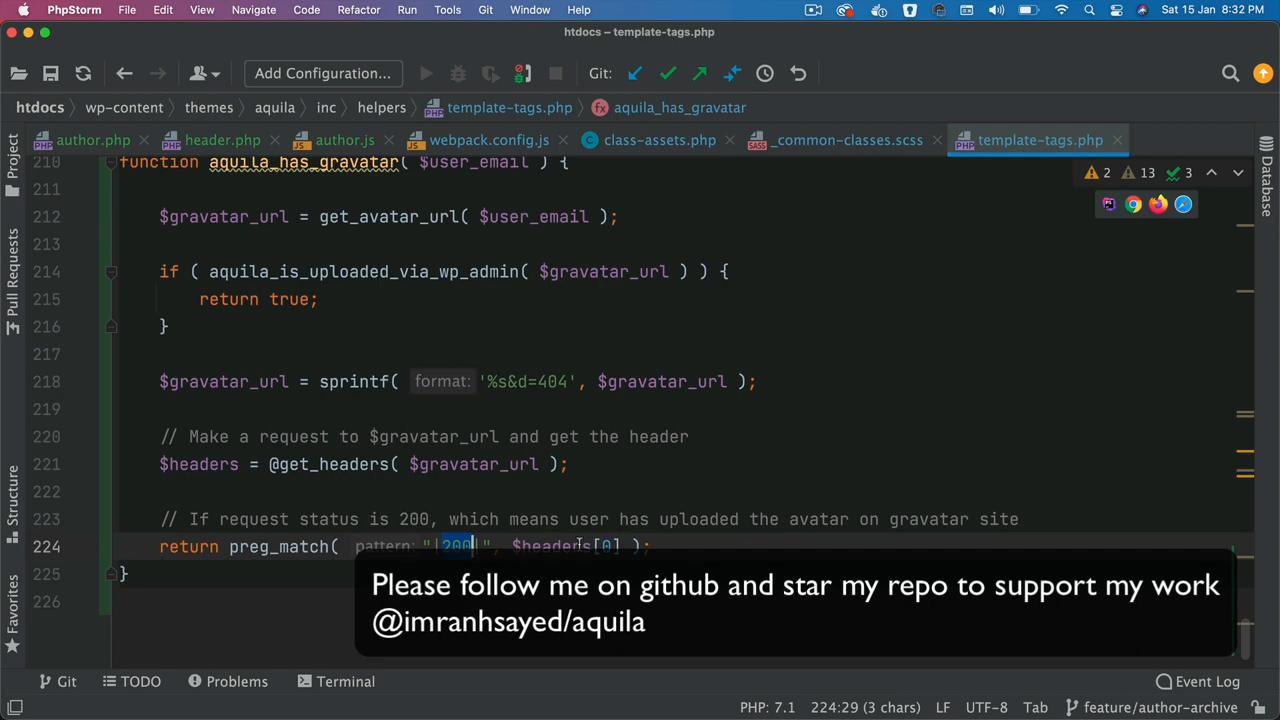 PhpStorm File Edit View Navigate Code Refactor Run Tools Git Window Help Sat 15 Jan 8:32 PM
htdocs – template-tags.php
Add Configuration... Git:
htdocs wp-content themes aquila inc helpers template-tags.php aquila_has_gravatar
author.php header.php author.js webpack.config.js class-assets.php _common-classes.scss template-tags.php
Project
Pull Requests
Structure
Favorites
Database
2 13 3
210 function aquila_has_gravatar( $user_email ) {
211
212 $gravatar_url = get_avatar_url( $user_email );
213
214 if ( aquila_is_uploaded_via_wp_admin( $gravatar_url ) ) {
215 return true;
216 }
217
218 $gravatar_url = sprintf( format: '%s&d=404', $gravatar_url );
219
220 // Make a request to $gravatar_url and get the header
221 $headers = @get_headers( $gravatar_url );
222
223 // If request status is 200, which means user has uploaded the avatar on gravatar site
224 return preg_match( pattern: "|200|", $headers[0] );
225 }
226
Please follow me on github and star my repo to support my work
@imranhsayed/aquila
Git TODO Problems Terminal Event Log
PHP: 7.1 224:29 (3 chars) LF UTF-8 Tab feature/author-archive